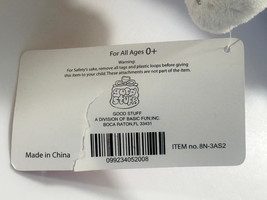 For All Ages 0+
Warning:
For Safety's sake, remove all tags and plastic loops before giving
this item to your child. These attachments are not part of the item.
GOOD STUFF
GOOD STUFF
A DIVISION OF BASIC FUN, INC.
BOCA RATON, FL 33431
ITEM no. 8N-3AS2
Made in China
099234052008